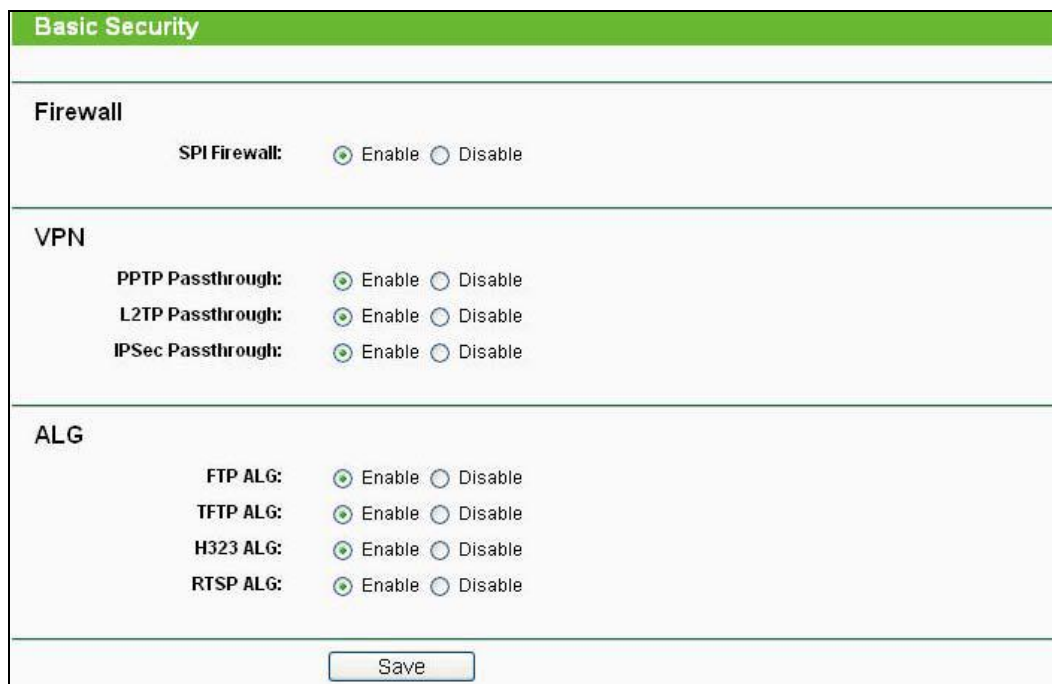 Basic Security
Firewall
SPI Firewall: Enable Disable
VPN
PPTP Passthrough: Enable Disable
L2TP Passthrough: Enable Disable
IPSec Passthrough: Enable Disable
ALG
FTP ALG: Enable Disable
TFTP ALG: Enable Disable
H323 ALG: Enable Disable
RTSP ALG: Enable Disable
Save